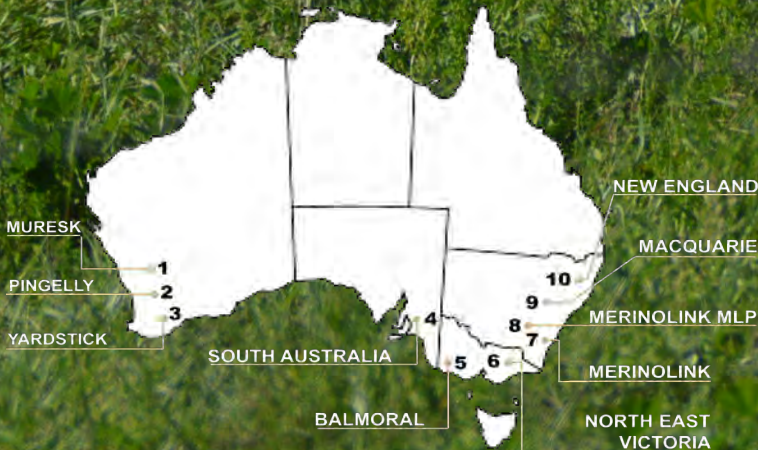 NEW ENGLAND
MURESK
1
MACQUARIE
10
PINGELLY
2
9
YARDSTICK
3
4
8
MERINOLINK MLP
7
SOUTH AUSTRALIA
5
6
MERINOLINK
BALMORAL
NORTH EAST
VICTORIA